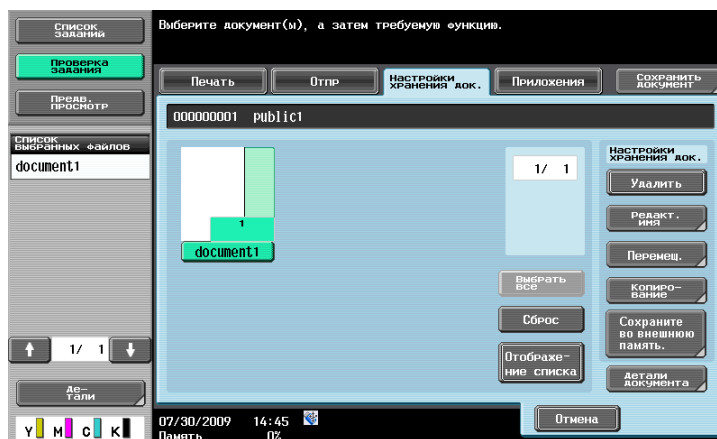 Список
заданий
Выберите документ(ы), а затем требуемую функцию.
Проверка
задания
Предв.
просмотр
Печать
Отпр
Настройки
хранения док.
Приложения
Сохранить
документ
000000001 public1
Список
выбранных файлов
document1
1
document1
1/ 1
Настройки
хранения док.
Удалить
Редакт.
имя
Перемещ.
Копиро-
вание
Сохраните
во внешнюю
память.
Детали
документа
Выбрать
все
Сброс
Отображе-
ние списка
1/ 1
Де-
тали
Y M C K
07/30/2009 14:45
Память 0%
Отмена